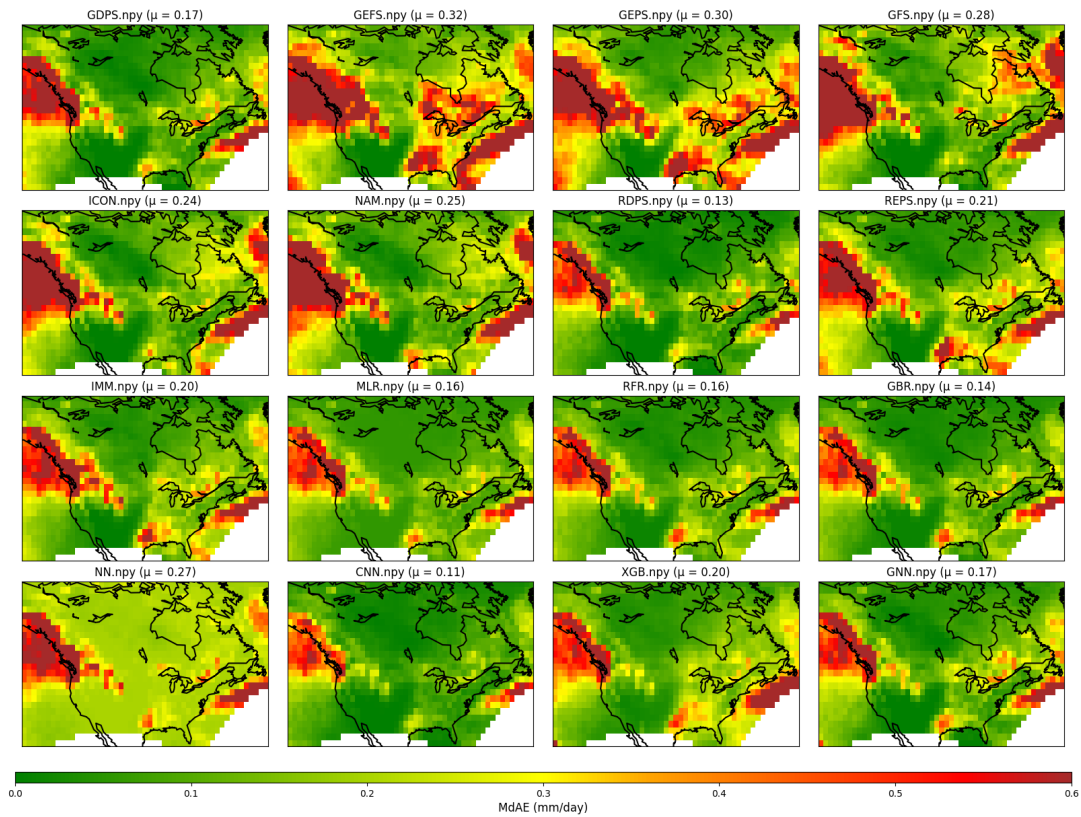 GDPS.npy (μ = 0.17)
GEFS.npy (μ = 0.32)
GEPS.npy (μ = 0.30)
GFS.npy (μ = 0.28)
ICON.npy (μ = 0.24)
NAM.npy (μ = 0.25)
RDPS.npy (μ = 0.13)
REPS.npy (μ = 0.21)
IMM.npy (μ = 0.20)
MLR.npy (μ = 0.16)
RFR.npy (μ = 0.16)
GBR.npy (μ = 0.14)
NN.npy (μ = 0.27)
CNN.npy (μ = 0.11)
XGB.npy (μ = 0.20)
GNN.npy (μ = 0.17)
0.0 0.1 0.2 0.3 0.4 0.5 0.6
MdAE (mm/day)